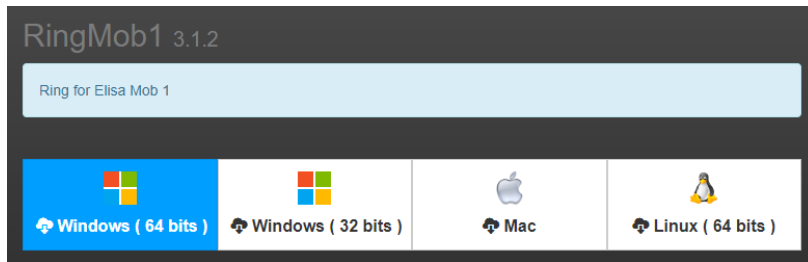 RingMob1 3.1.2
Ring for Elisa Mob 1
Windows ( 64 bits )
Windows ( 32 bits )
Mac
Linux ( 64 bits )